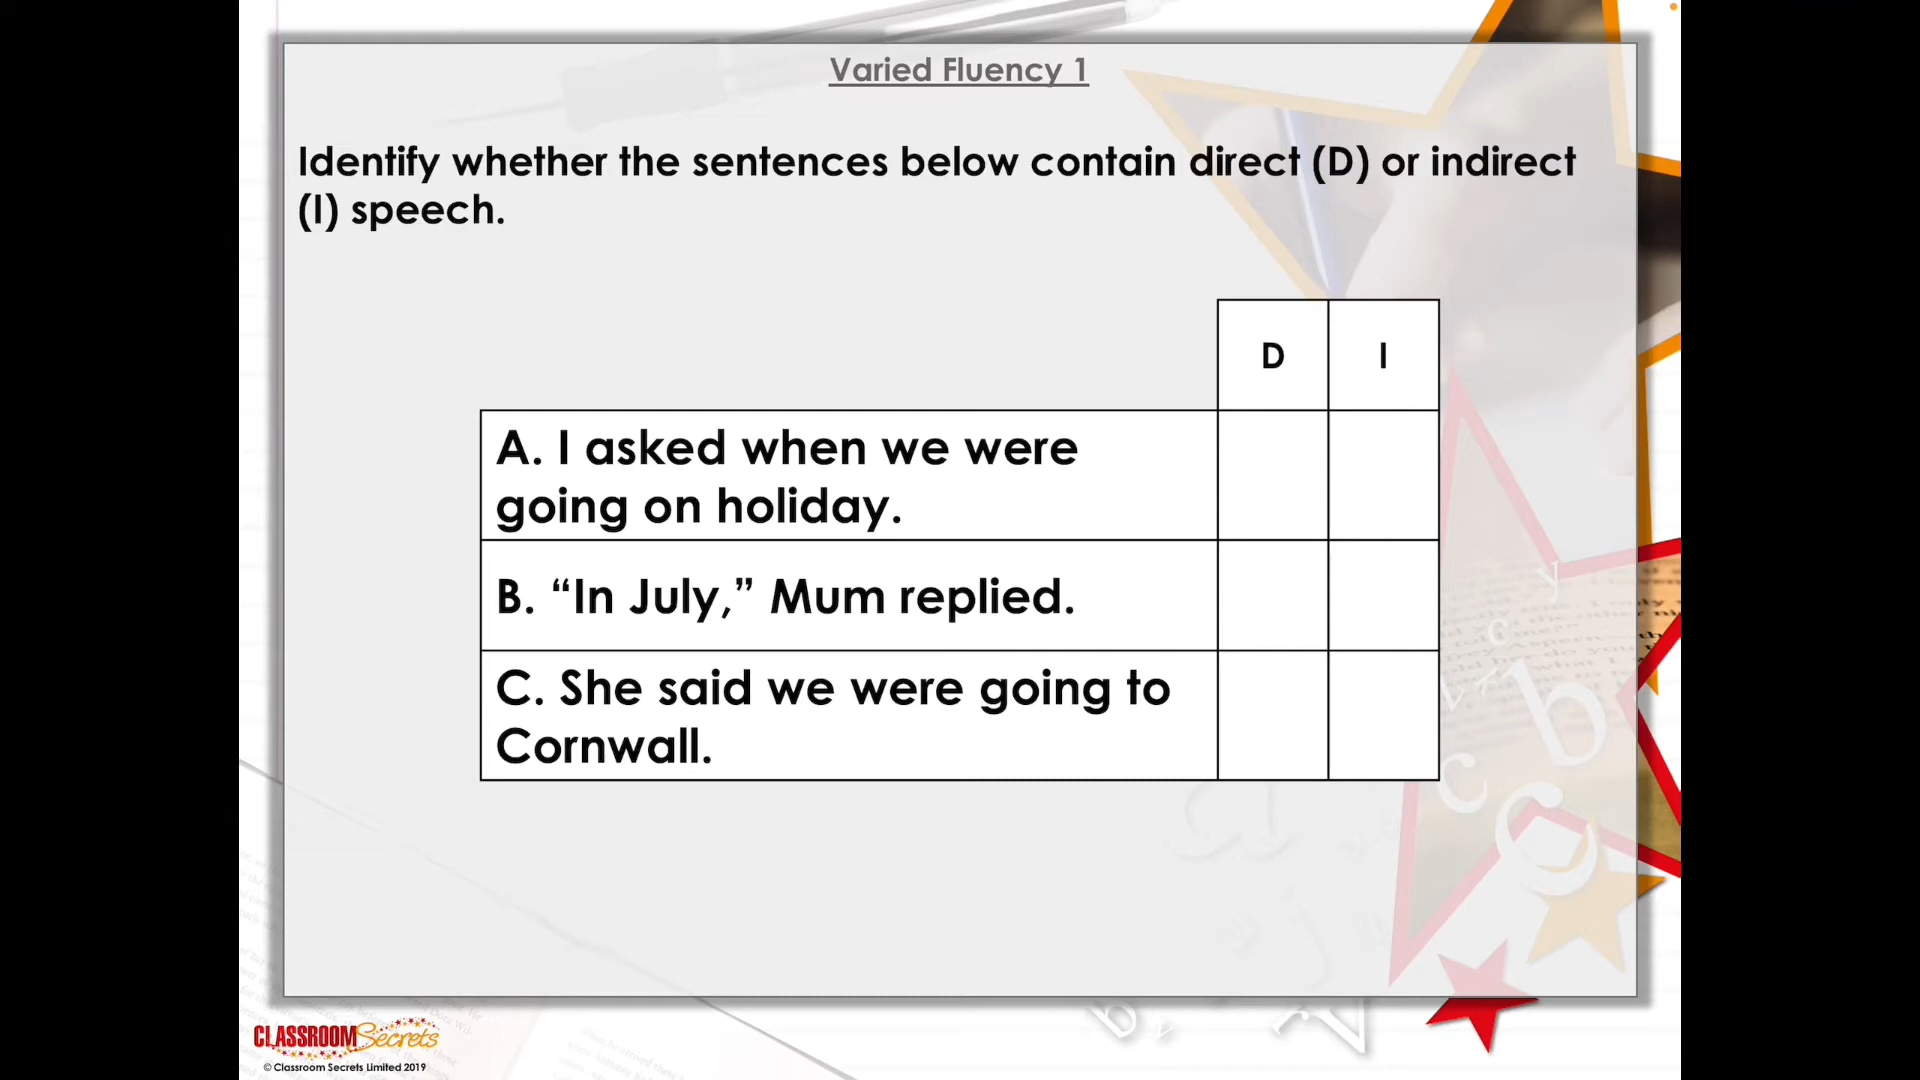 Varied Fluency 1
Identify whether the sentences below contain direct (D) or indirect
(I) speech.
D I
A. I asked when we were
going on holiday.
B. “In July,” Mum replied.
C. She said we were going to
Cornwall.
CLASSROOM Secrets
© Classroom Secrets Limited 2019